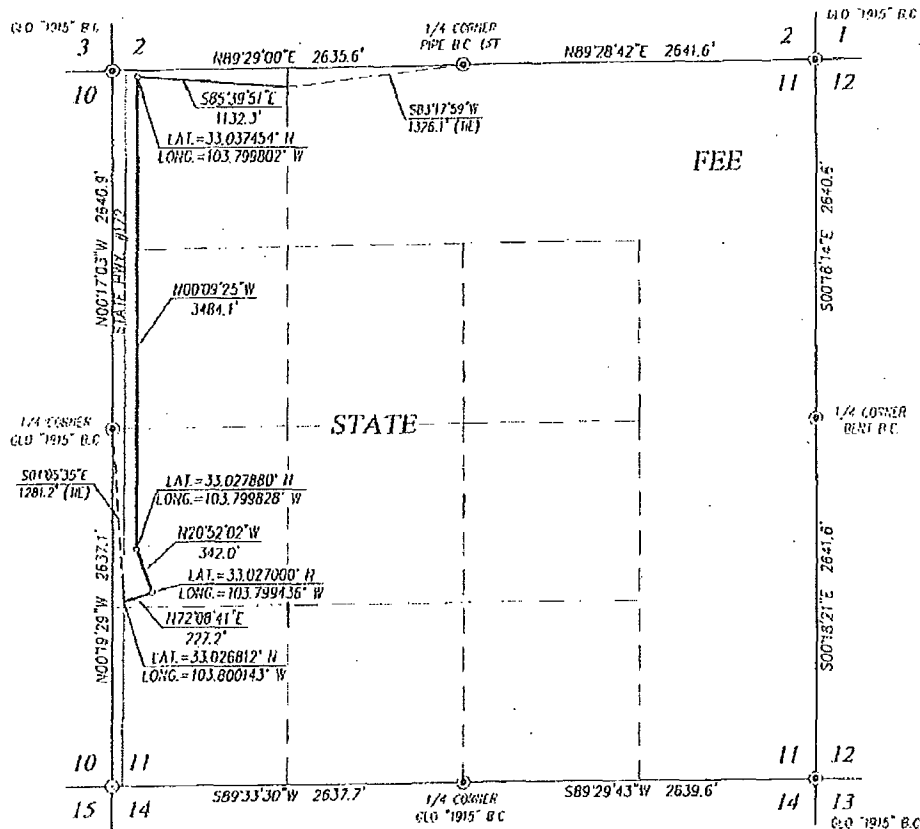 GLO "1915" B.C.
3 2
10
1/4 CORNER
PIPE B.C. LST
GLO "1915" B.C
2 1
11 12
N89°29'00"E 2635.6'
N89°28'42"E 2641.6'
S85°39'51"E
1132.3'
S83°17'59"W
1376.1' (TIE)
LAT.=33.037454° N
LONG.=103.799802° W
FEE
N00°17'03"W 2640.9'
STATE HWY.
S00°18'14"E 2640.6'
N00°09'25"W
3484.1'
STATE
1/4 CORNER
GLO "1915" B.C
1/4 CORNER
BENT B.C.
S01°05'35"E
1281.2' (TIE)
LAT.=33.027880° N
LONG.=103.799828° W
N20°52'02"W
342.0'
N00°19'29"W 2637.1'
S00°18'21"E 2641.6'
LAT.=33.027000° N
LONG.=103.799436° W
N72°08'41"E
227.2'
LAT.=33.026812° N
LONG.=103.800143° W
10 11
15 14
S89°33'30"W 2637.7'
1/4 CORNER
GLO "1915" B.C
S89°29'43"W 2639.6'
11 12
14 13
GLO "1915" B.C